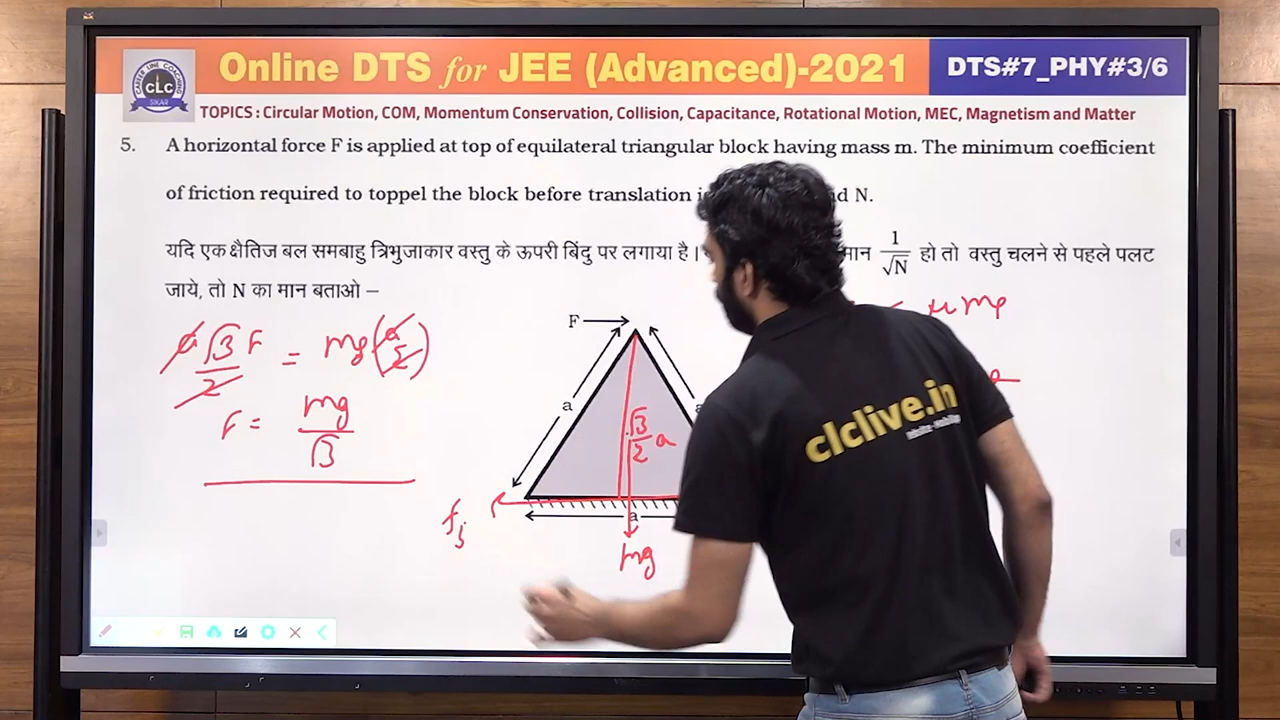 Online DTS for JEE (Advanced)-2021
DTS#7_PHY#3/6
CAREER LINE COACHING
CLC
SIKAR
TOPICS : Circular Motion, COM, Momentum Conservation, Collision, Capacitance, Rotational Motion, MEC, Magnetism and Matter
5. A horizontal force F is applied at top of equilateral triangular block having mass m. The minimum coefficient
of friction required to toppel the block before translation N.
यदि एक क्षैतिज बल समबाहु त्रिभुजाकार वस्तु के ऊपरी बिंदु पर लगाया है। मान 1/√N हो तो वस्तु चलने से पहले पलट
जाये, तो N का मान बताओ –
a√3/2 F = mg(a/2)
F = mg/√3
μmg
F
a
√3/2 a
a
mg
clclive.in